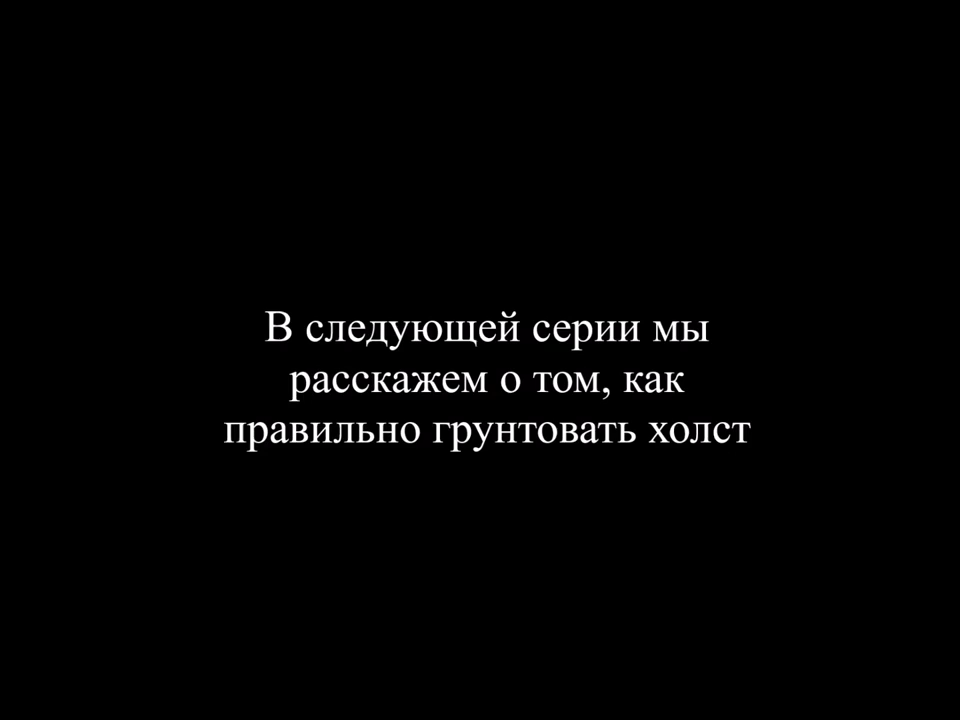 В следующей серии мы
расскажем о том, как
правильно грунтовать холст